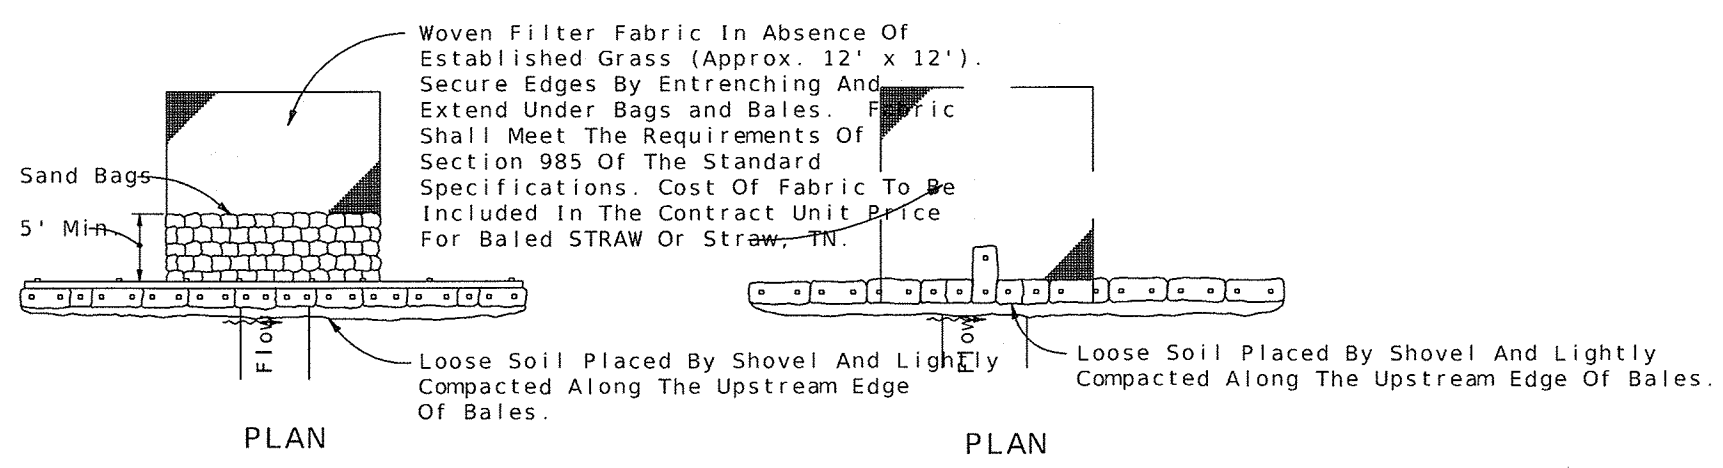 Woven Filter Fabric In Absence Of
Established Grass (Approx. 12' x 12').
Secure Edges By Entrenching And
Extend Under Bags and Bales. Fabric
Shall Meet The Requirements Of
Section 985 Of The Standard
Specifications. Cost Of Fabric To Be
Included In The Contract Unit Price
For Baled STRAW Or Straw, TN.
Sand Bags
5' Min.
Flow
Loose Soil Placed By Shovel And Lightly
Compacted Along The Upstream Edge
Of Bales.
PLAN
Flow
Loose Soil Placed By Shovel And Lightly
Compacted Along The Upstream Edge Of Bales.
PLAN